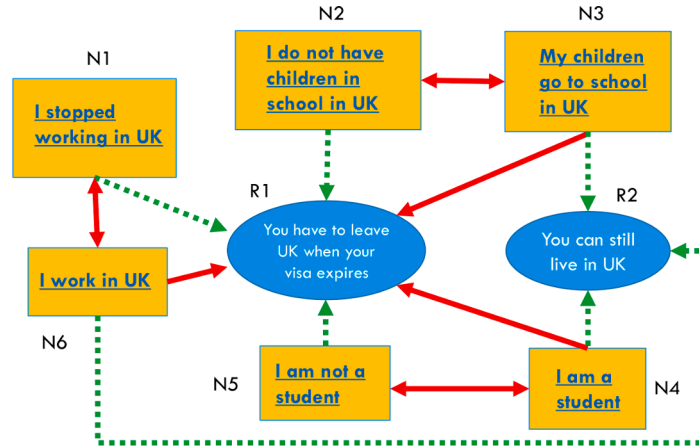 N2
N3
N1
I do not have
children in
school in UK
My children
go to school
in UK
I stopped
working in UK
R1
R2
You have to leave
UK when your
visa expires
You can still
live in UK
I work in UK
N6
N5
I am not a
student
I am a
student
N4